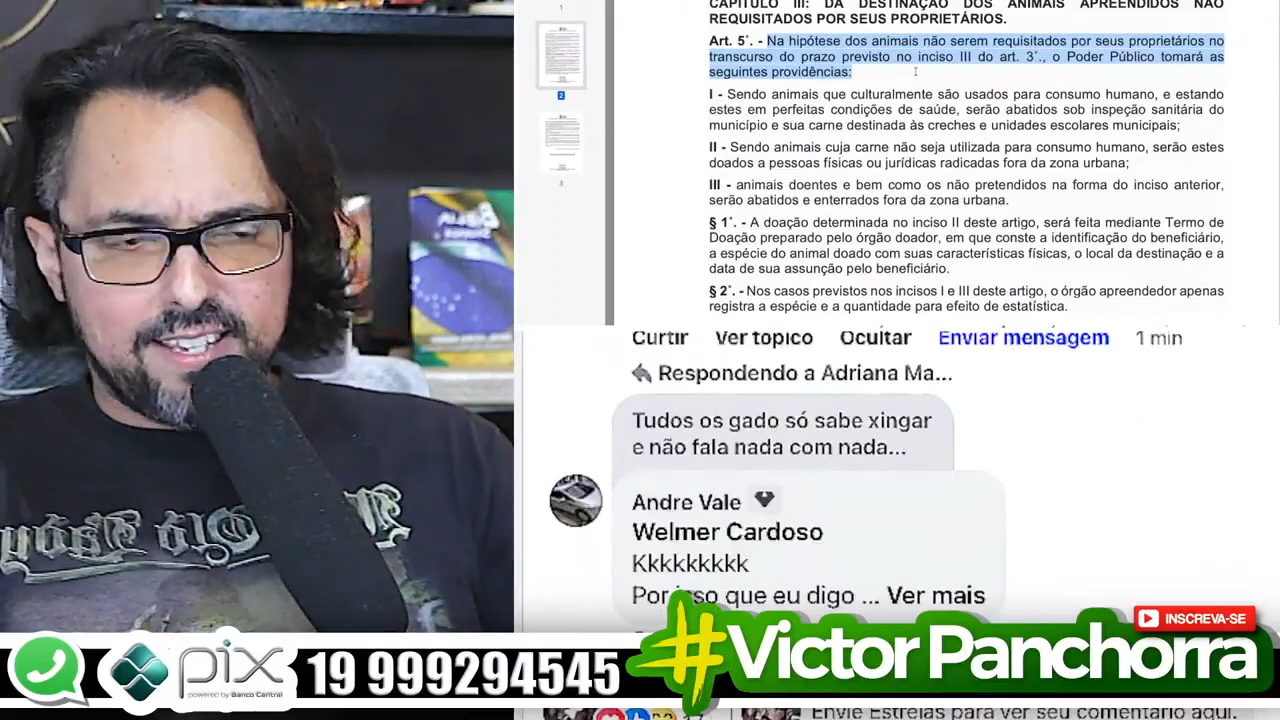 1
CAPÍTULO III: DA DESTINAÇÃO DOS ANIMAIS APREENDIDOS NÃO
REQUISITADOS POR SEUS PROPRIETÁRIOS.
Art. 5°. - Na hipótese dos animais não serem requisitados por seus proprietários no
transcurso do prazo previsto no inciso III do art. 3°., o Poder Público tomará as
seguintes providências:
2
I - Sendo animais que culturalmente são usados para consumo humano, e estando
estes em perfeitas condições de saúde, serão abatidos sob inspeção sanitária do
município e sua carne destinadas a creches e entidades estatais municipais;
II - Sendo animais cuja carne não seja utilizada para consumo humano, serão estes
doados a pessoas físicas ou jurídicas radicadas fora da zona urbana;
3
III - animais doentes e bem como os não pretendidos na forma do inciso anterior,
serão abatidos e enterrados fora da zona urbana.
§ 1°. - A doação determinada no inciso II deste artigo, será feita mediante Termo de
Doação preparado pelo órgão doador, em que conste a identificação do beneficiário,
a espécie do animal doado com suas características físicas, o local da destinação e a
data de sua assunção pelo beneficiário.
§ 2°. - Nos casos previstos nos incisos I e III deste artigo, o órgão apreendedor apenas
registra a espécie e a quantidade para efeito de estatística.
Curtir Ver tópico Ocultar Enviar mensagem 1 min
Respondendo a Adriana Ma...
Tudos os gado só sabe xingar
e não fala nada com nada...
Andre Vale
Welmer Cardoso
Kkkkkkkkk
Por isso que eu digo ... Ver mais
INSCREVA-SE
#VictorPanchorra
pix
powered by Banco Central
19 999294545
Envie Estrelas para ver seu comentário aqui.